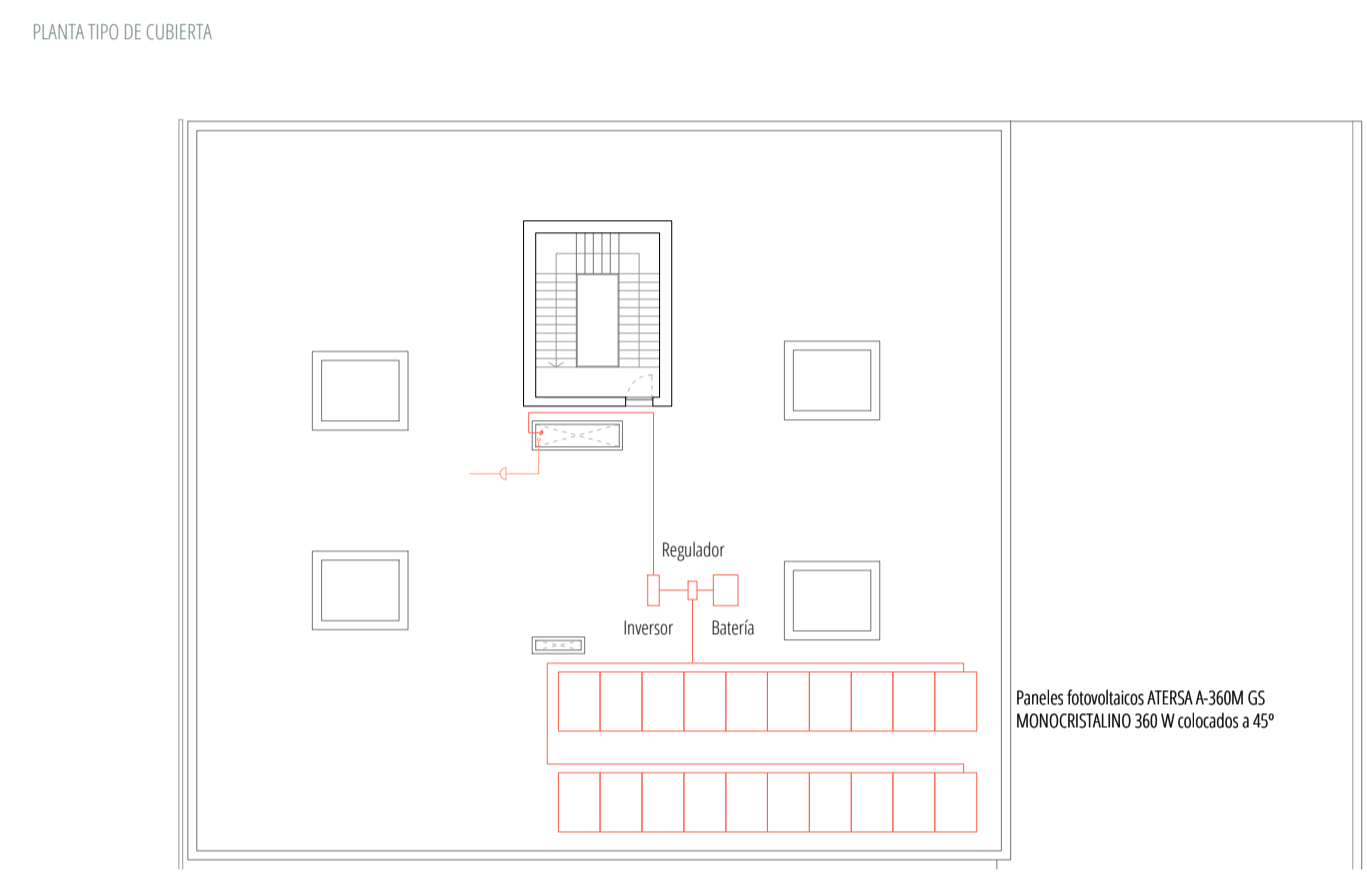 PLANTA TIPO DE CUBIERTA
Regulador
Inversor
Batería
Paneles fotovoltaicos ATERSA A-360M GS
MONOCRISTALINO 360 W colocados a 45º